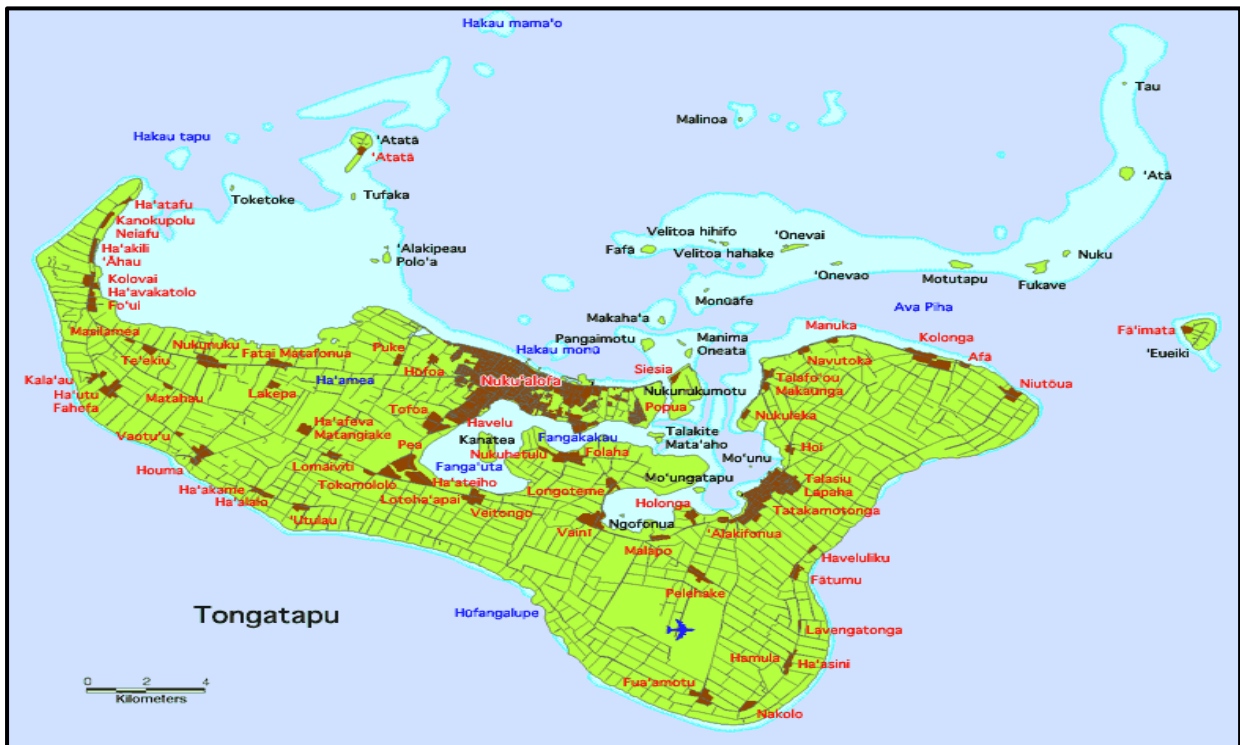 Hakau mama'o
Tau
Malinoa
Hakau tapu
'Atatā
'Atatā
'Atā
Toketoke
Tufaka
Ha'atafu
Kanokupolu
Neiafu
Ha'akili
'Āhau
Kolovai
Ha'avakatolo
Fo'ui
'Alakipeau
Polo'a
Velitoa hihifo
'Onevai
Fafā
Velitoa hahake
'Onevao
Nuku
Motutapu
Fukave
Monūafe
Ava Piha
Makaha'a
Pangaimotu
Manima
Oneata
Manuka
Kolonga
Fā'imata
'Eueiki
Masilamea
Nukunuku
Te'ekiu
Fatai
Matafonua
Puke
Hakau monū
Hofoa
Siesia
Navutoka
Afā
Kala'au
Ha'utu
Fahefa
Ha'amea
Nuku'alofa
Nukunukumotu
Talafo'ou
Makaunga
Niutōua
Matahau
Lakepa
Tofoa
Popua
Nukuleka
Ha'afeva
Matangiake
Havelu
Vaotu'u
Pea
Kanatea
Fangakakau
Talakite
Mata'aho
Hoi
Nukuhetulu
Folaha
Houma
Lomaiviti
Fanga'uta
Mo'unu
Tokomololo
Ha'ateiho
Mo'ungatapu
Talasiu
Ha'akame
Ha'alalo
Loteha'apai
Longoteme
Lapaha
Veitongo
Holonga
Tatakamotonga
'Utulau
Ngofonua
Vainī
'Alakifonua
Malapo
Haveluliku
Fātumu
Pelehake
Tongatapu
Hūfangalupe
Lavengatonga
Hamula
Ha'asini
0 2 4
Kilometers
Fua'amotu
Nakolo